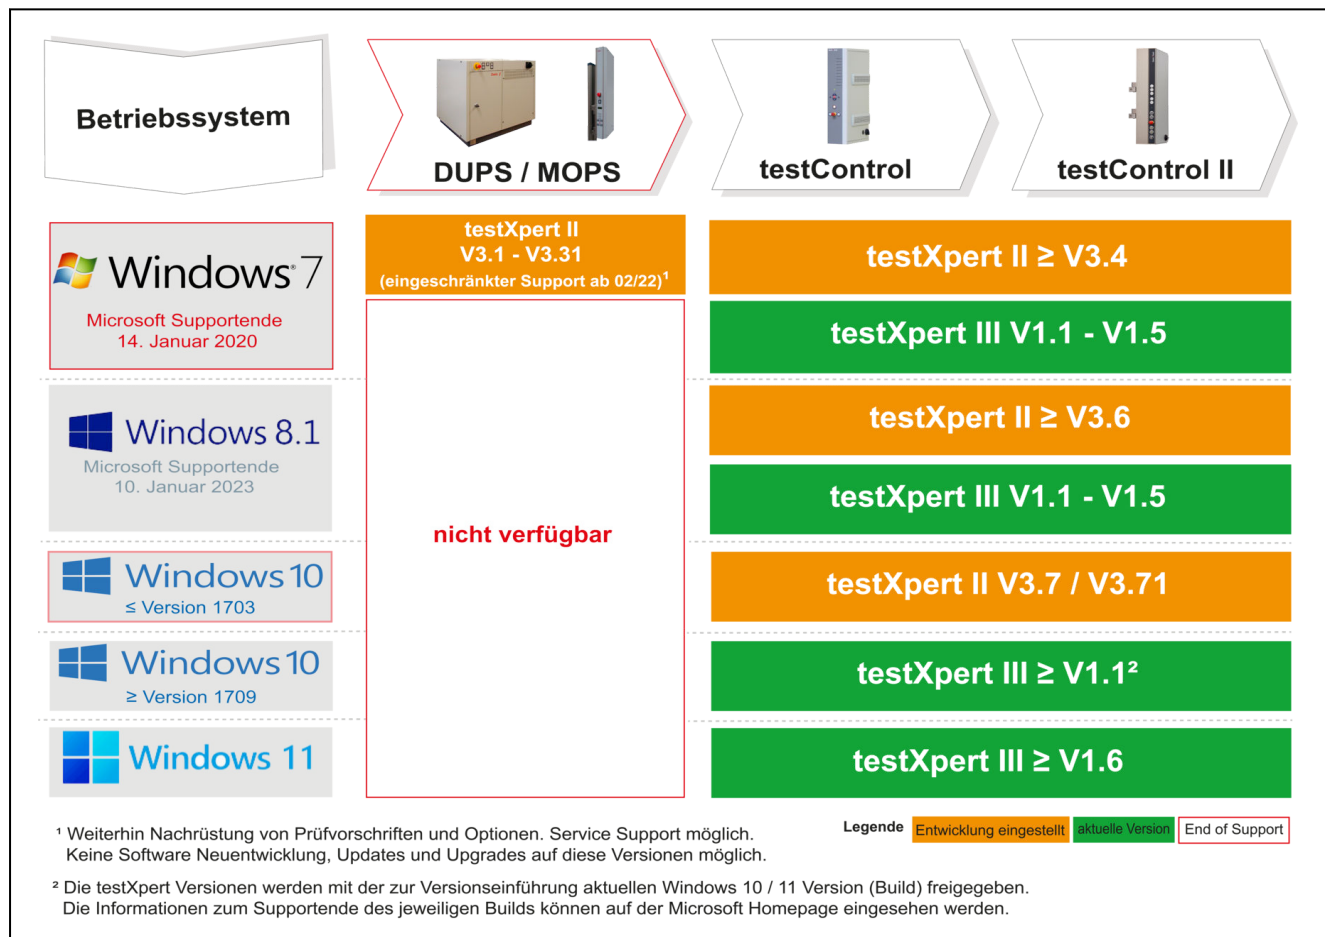 Betriebssystem
DUPS / MOPS
testControl
testControl II
Windows® 7
Microsoft Supportende
14. Januar 2020
testXpert II
V3.1 - V3.31
(eingeschränkter Support ab 02/22)¹
testXpert II ≥ V3.4
testXpert III V1.1 - V1.5
Windows 8.1
Microsoft Supportende
10. Januar 2023
nicht verfügbar
testXpert II ≥ V3.6
testXpert III V1.1 - V1.5
Windows 10
≤ Version 1703
testXpert II V3.7 / V3.71
Windows 10
≥ Version 1709
testXpert III ≥ V1.1²
Windows 11
testXpert III ≥ V1.6
¹ Weiterhin Nachrüstung von Prüfvorschriften und Optionen. Service Support möglich.
Keine Software Neuentwicklung, Updates und Upgrades auf diese Versionen möglich.
Legende Entwicklung eingestellt aktuelle Version End of Support
² Die testXpert Versionen werden mit der zur Versionseinführung aktuellen Windows 10 / 11 Version (Build) freigegeben.
Die Informationen zum Supportende des jeweiligen Builds können auf der Microsoft Homepage eingesehen werden.